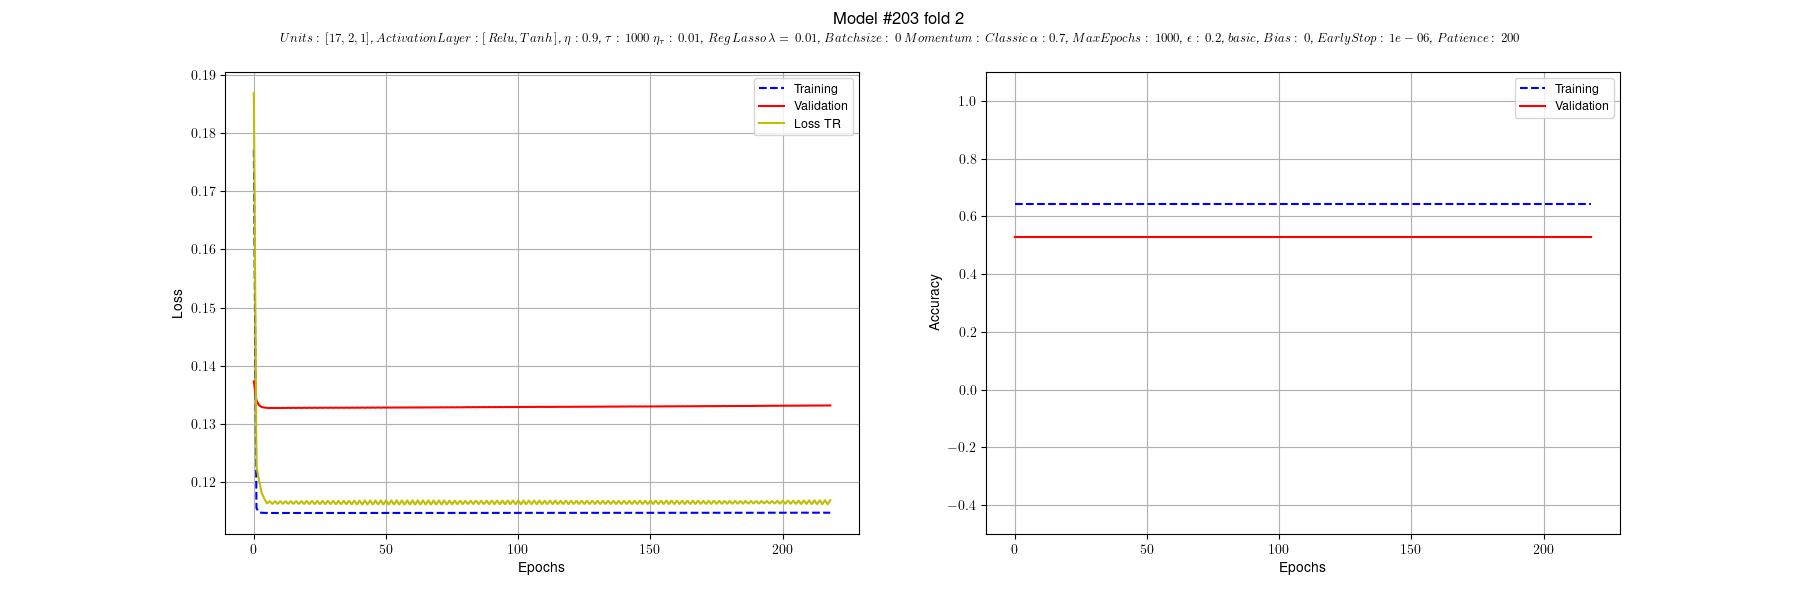 Model #203 fold 2
Units : [17, 2, 1], ActivationLayer : [Relu, Tanh], η : 0.9, τ : 1000 η_τ : 0.01, Reg Lasso λ = 0.01, Batchsize : 0 Momentum : Classic α : 0.7, MaxEpochs : 1000, ϵ : 0.2, basic, Bias : 0, EarlyStop : 1e − 06, Patience : 200
0.19
0.18
0.17
0.16
0.15
0.14
0.13
0.12
Loss
Training
Validation
Loss TR
0
50
100
150
200
Epochs
1.0
0.8
0.6
0.4
0.2
0.0
−0.2
−0.4
Accuracy
Training
Validation
0
50
100
150
200
Epochs